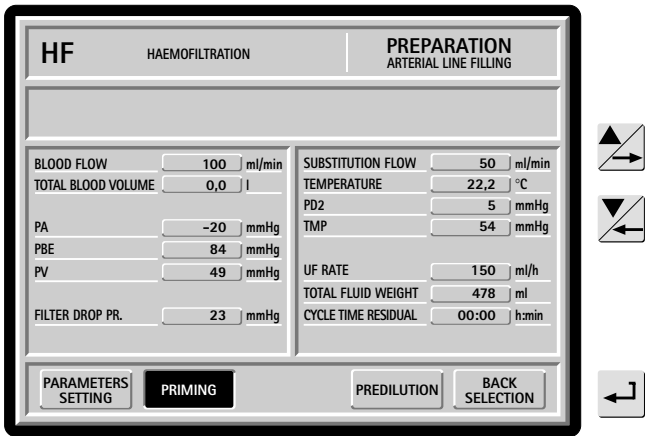 HF HAEMOFILTRATION PREPARATION
ARTERIAL LINE FILLING
BLOOD FLOW 100 ml/min
TOTAL BLOOD VOLUME 0,0 l
PA -20 mmHg
PBE 84 mmHg
PV 49 mmHg
FILTER DROP PR. 23 mmHg
SUBSTITUTION FLOW 50 ml/min
TEMPERATURE 22,2 °C
PD2 5 mmHg
TMP 54 mmHg
UF RATE 150 ml/h
TOTAL FLUID WEIGHT 478 ml
CYCLE TIME RESIDUAL 00:00 h:min
PARAMETERS
SETTING
PRIMING
PREDILUTION
BACK
SELECTION